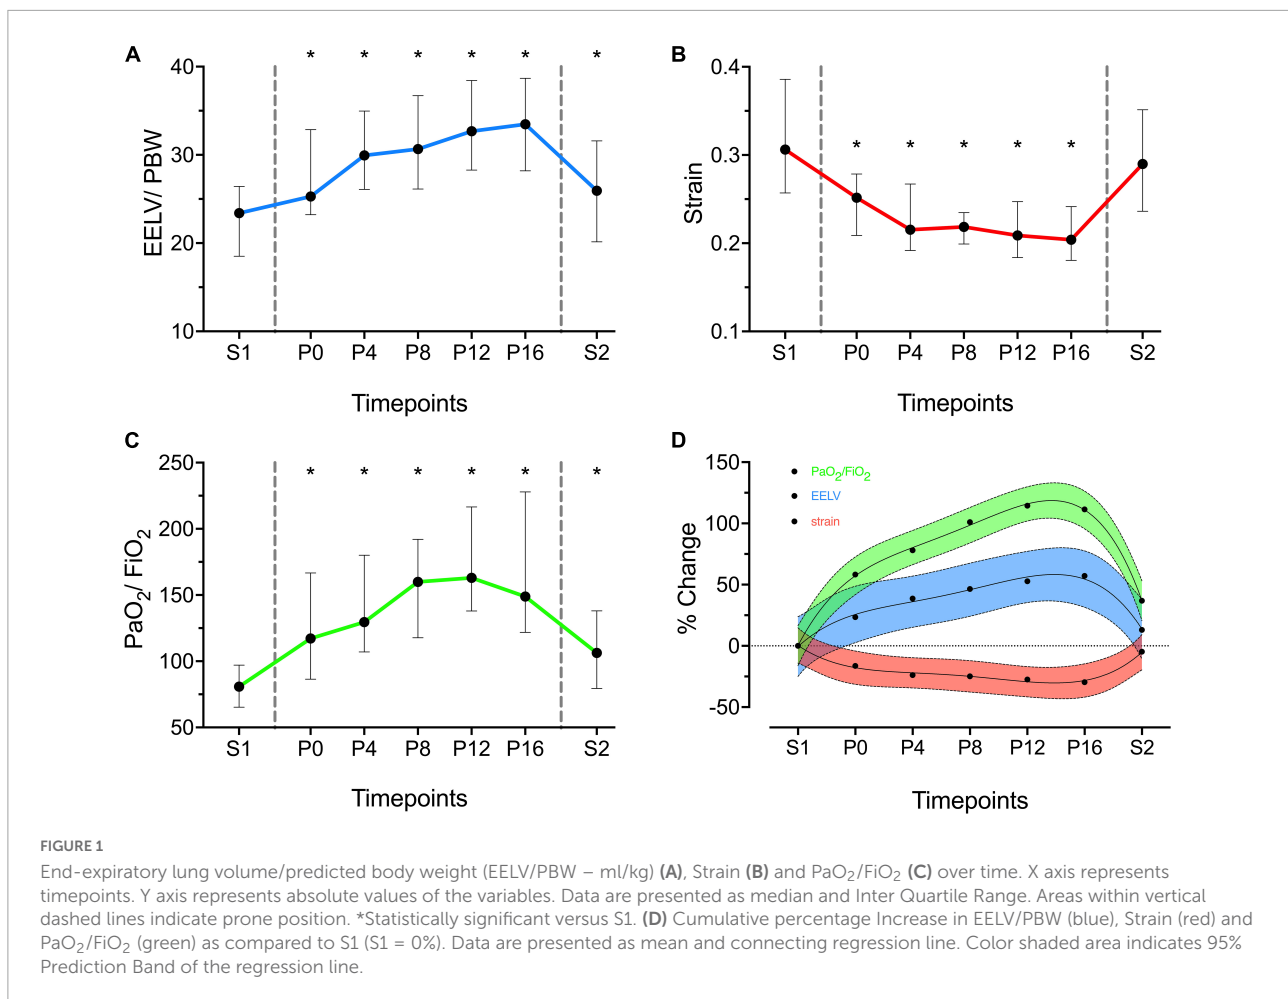 A
* * * * * *
40
30
20
10
EELV/ PBW
S1 P0 P4 P8 P12 P16 S2
Timepoints
B
* * * * *
0.4
0.3
0.2
0.1
Strain
S1 P0 P4 P8 P12 P16 S2
Timepoints
C
* * * * * *
250
200
150
100
50
PaO2/ FiO2
S1 P0 P4 P8 P12 P16 S2
Timepoints
D
150
100
50
0
-50
% Change
PaO2/FiO2
EELV
strain
S1 P0 P4 P8 P12 P16 S2
Timepoints
FIGURE 1
End-expiratory lung volume/predicted body weight (EELV/PBW – ml/kg) (A), Strain (B) and PaO2/FiO2 (C) over time. X axis represents
timepoints. Y axis represents absolute values of the variables. Data are presented as median and Inter Quartile Range. Areas within vertical
dashed lines indicate prone position. *Statistically significant versus S1. (D) Cumulative percentage Increase in EELV/PBW (blue), Strain (red) and
PaO2/FiO2 (green) as compared to S1 (S1 = 0%). Data are presented as mean and connecting regression line. Color shaded area indicates 95%
Prediction Band of the regression line.